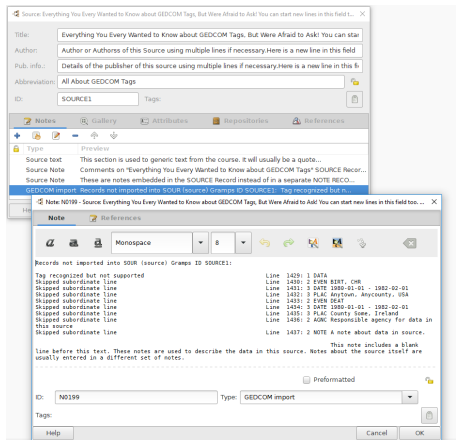 Source: Everything You Every Wanted to Know about GEDCOM Tags, But Were Afraid to Ask! You can start new lines in this field t...
Title: Everything You Every Wanted to Know about GEDCOM Tags, But Were Afraid to Ask! You can star
Author: Author or Authorss of this Source using multiple lines if necessary.Here is a new line in this field
Pub. info.: Details of the publisher of this source using multiple lines if necessary.Here is a new line in this fi
Abbreviation: All About GEDCOM Tags
ID: SOURCE1 Tags:
Notes Gallery Attributes Repositories References
Type Preview
Source text This section is used to generic text from the course. It will usually be a quote...
Source Note Comments on "Everything You Every Wanted to Know about GEDCOM Tags" SOURCE Recor...
Source Note These are notes embedded in the SOURCE Record instead of in a separate NOTE RECO...
GEDCOM import Records not imported into SOUR (source) Gramps ID SOURCE1: Tag recognized but n...
He
Note: N0199 - Source: Everything You Every Wanted to Know about GEDCOM Tags, But Were Afraid to Ask! You can start new lines in this field too. ...
Note References
a a a Monospace 8
Records not imported into SOUR (source) Gramps ID SOURCE1:
Tag recognized but not supported Line 1429: 1 DATA
Skipped subordinate line Line 1430: 2 EVEN BIRT, CHR
Skipped subordinate line Line 1431: 3 DATE 1980-01-01 - 1982-02-01
Skipped subordinate line Line 1432: 3 PLAC Anytown, Anycounty, USA
Skipped subordinate line Line 1433: 2 EVEN DEAT
Skipped subordinate line Line 1434: 3 DATE 1980-01-01 - 1982-02-01
Skipped subordinate line Line 1435: 3 PLAC County Some, Ireland
Skipped subordinate line Line 1436: 2 AGNC Responsible agency for data in
this source
Skipped subordinate line Line 1437: 2 NOTE A note about data in source.
This note includes a blank
line before this text. These notes are used to describe the data in this source. Notes about the source itself are
usually entered in a different set of notes.
Preformatted
ID: N0199 Type: GEDCOM import
Tags:
Help Cancel OK